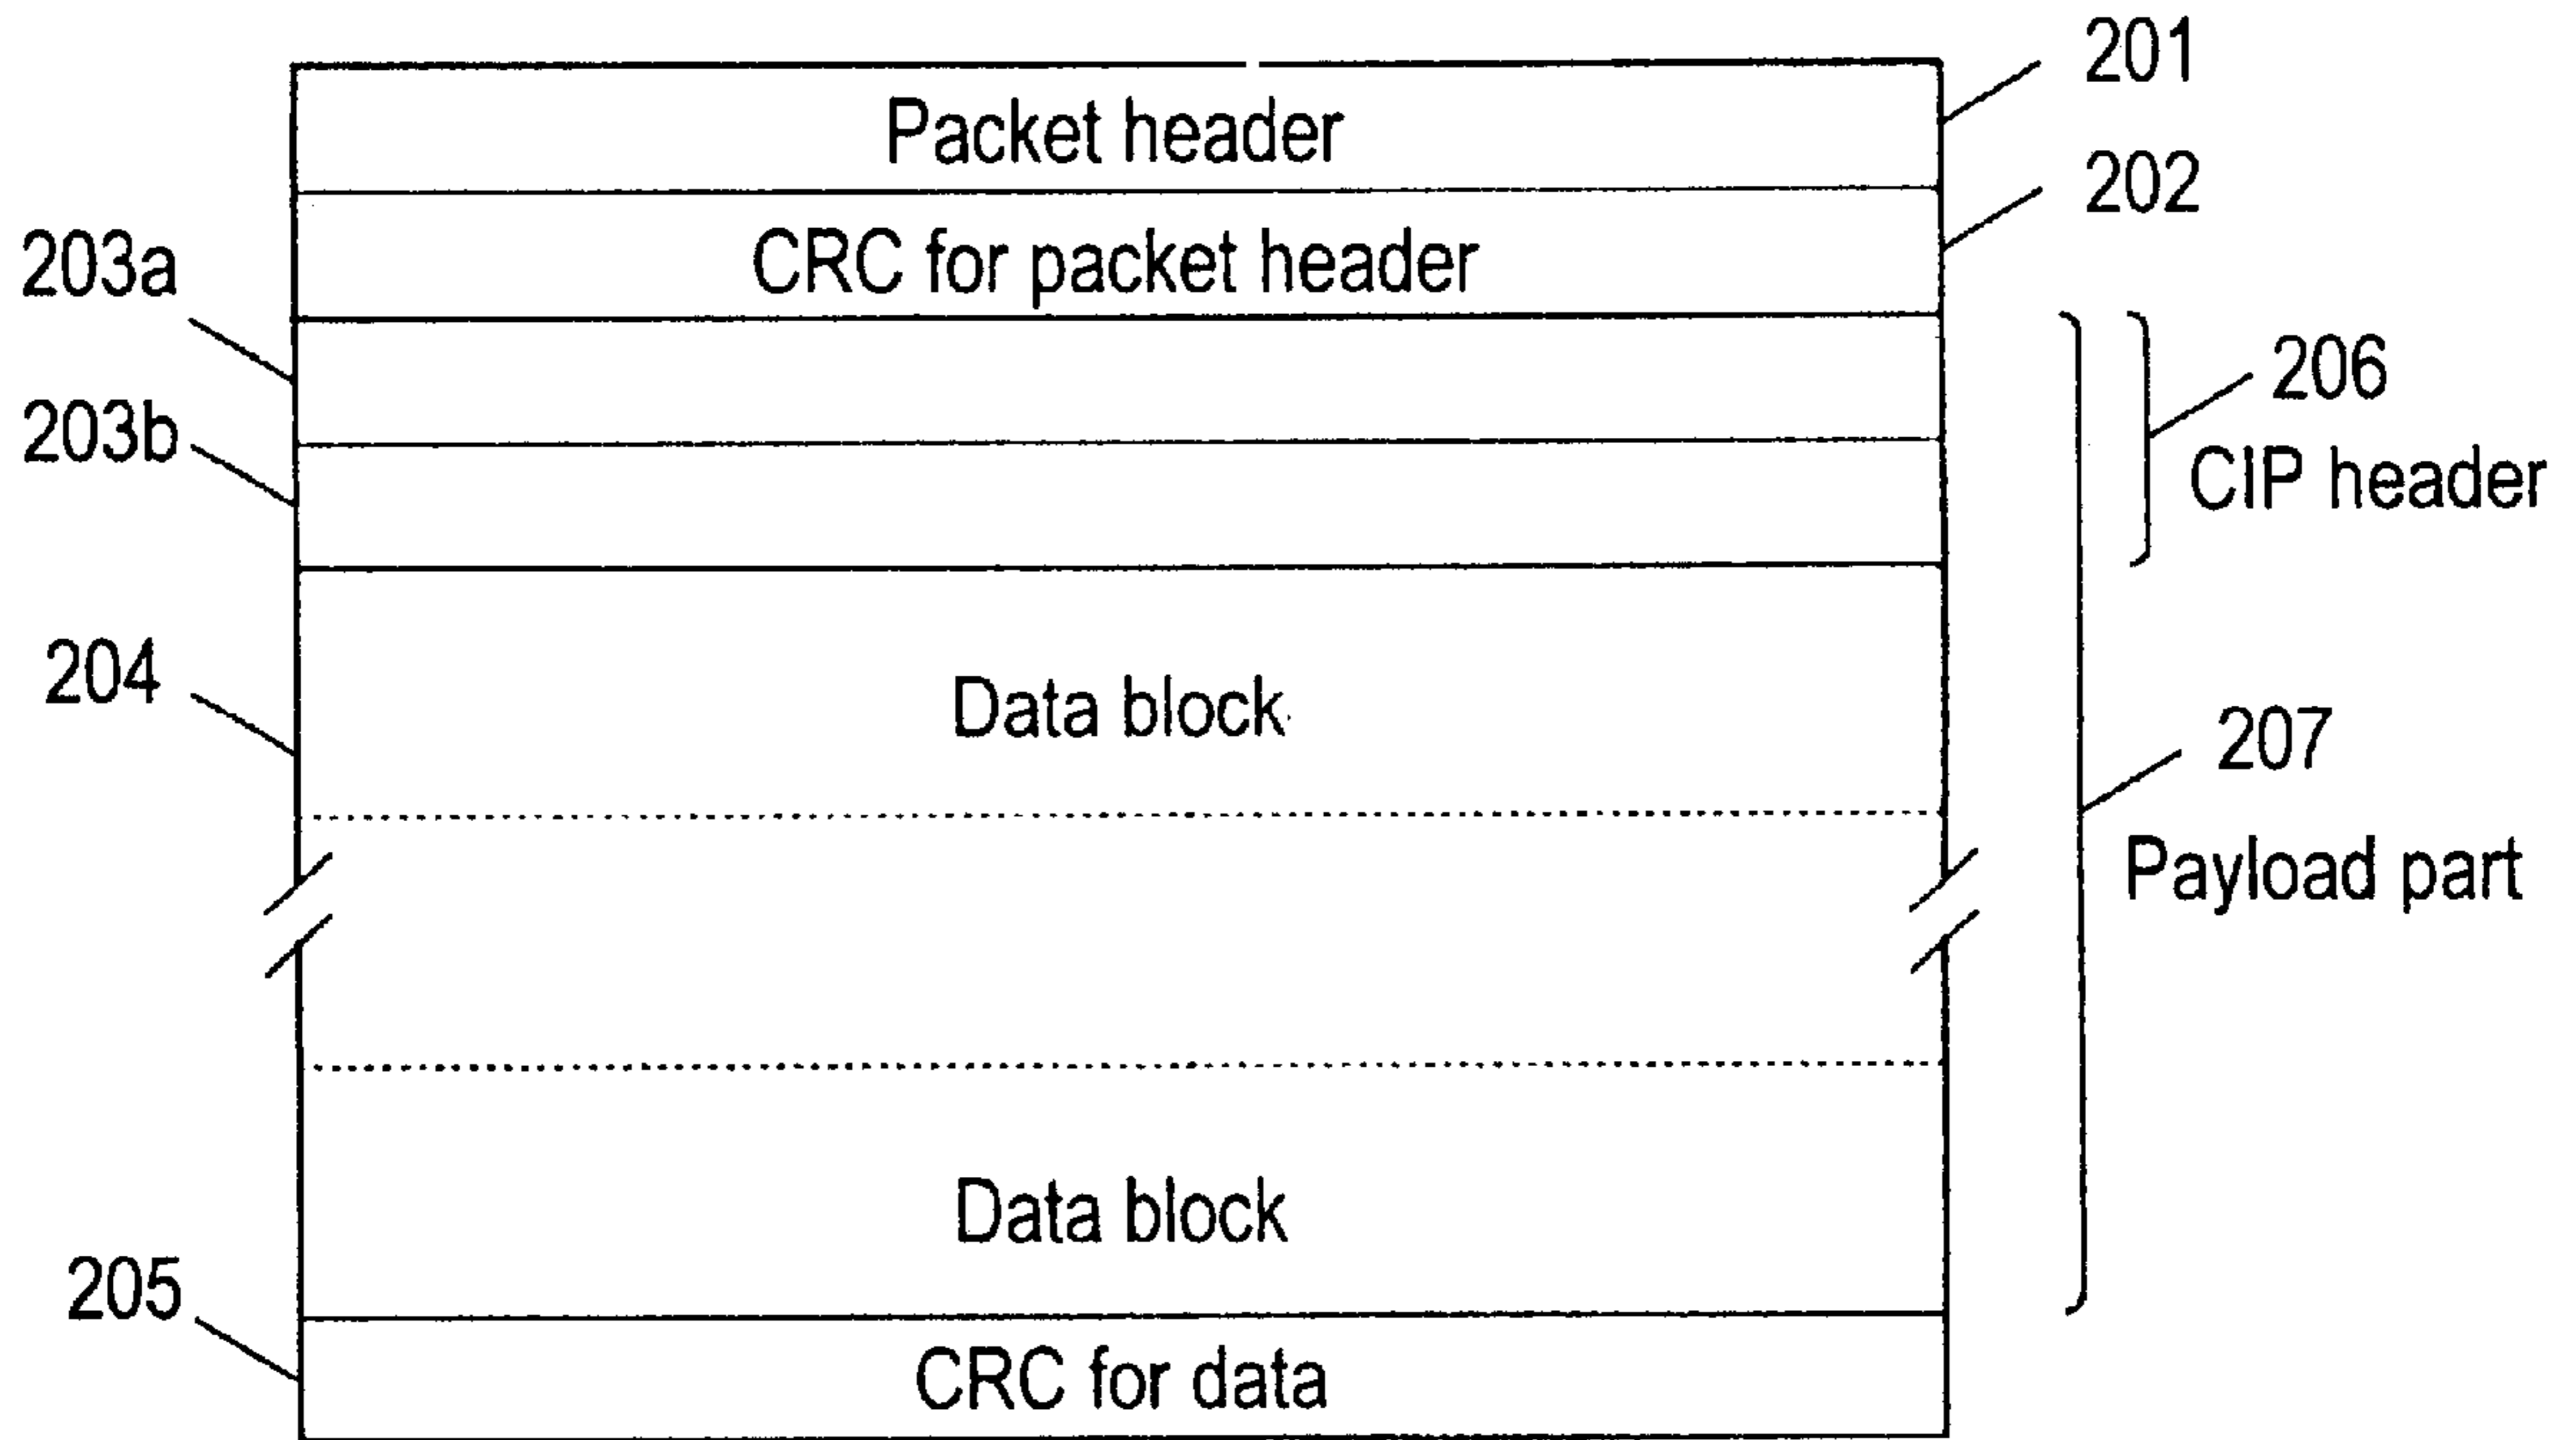 201
Packet header
202
CRC for packet header
203a
206
203b
CIP header
204
Data block
207
Payload part
Data block
205
CRC for data